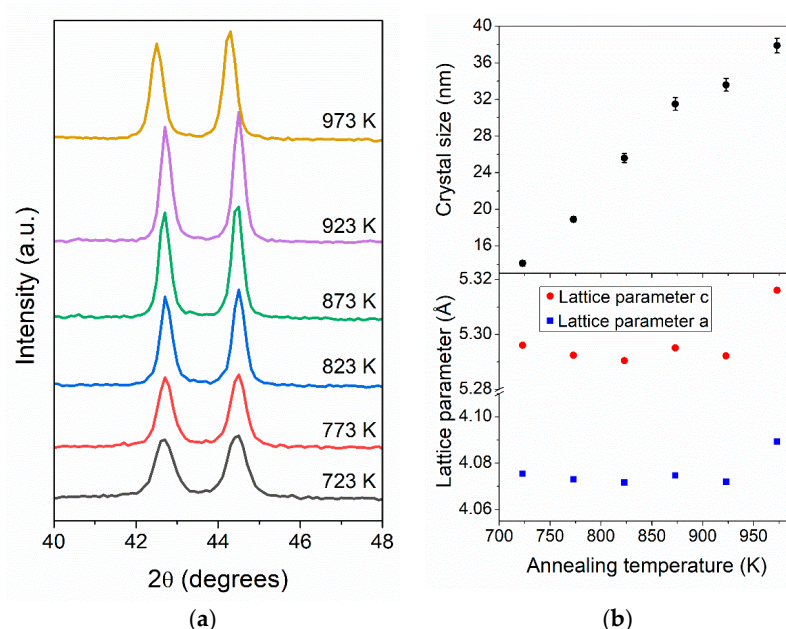 973 K
923 K
873 K
823 K
773 K
723 K
Intensity (a.u.)
40 42 44 46 48
2θ (degrees)
(a)
40
36
32
28
24
20
16
Crystal size (nm)
5.32
5.30
5.28
4.10
4.08
4.06
Lattice parameter (Å)
Lattice parameter c
Lattice parameter a
700 750 800 850 900 950
Annealing temperature (K)
(b)